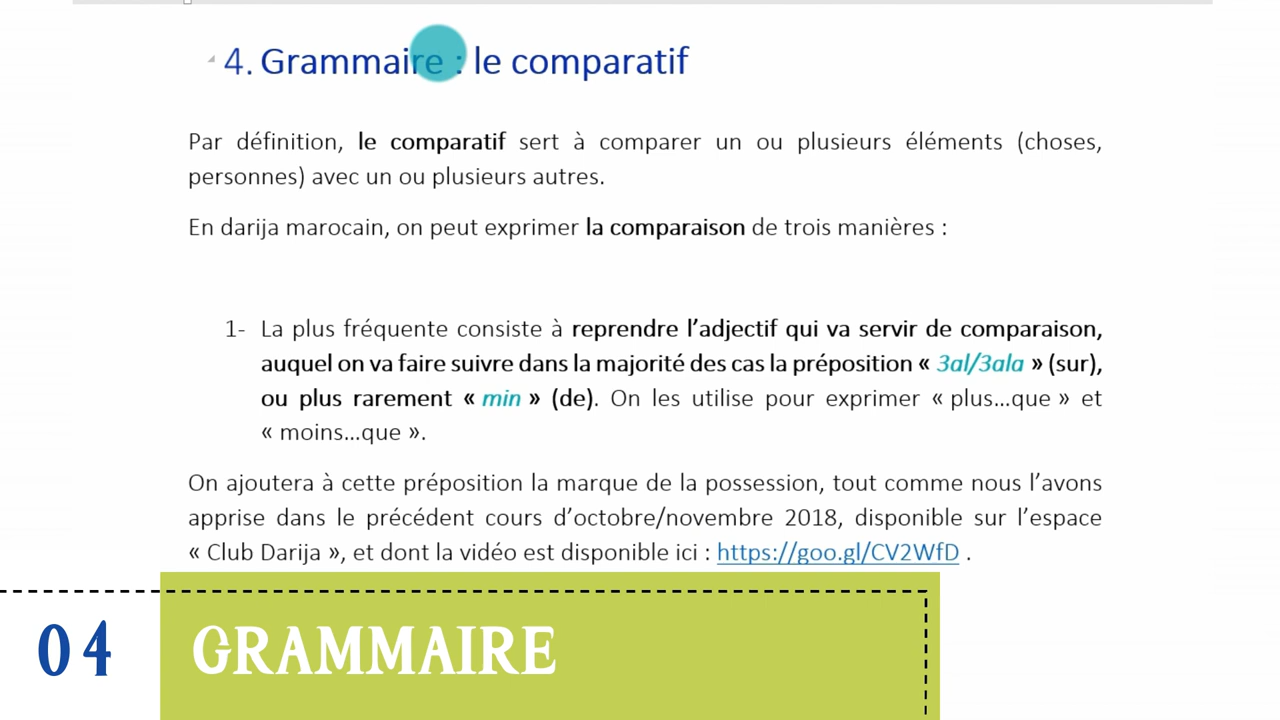 4. Grammaire : le comparatif
Par définition, le comparatif sert à comparer un ou plusieurs éléments (choses,
personnes) avec un ou plusieurs autres.
En darija marocain, on peut exprimer la comparaison de trois manières :
1- La plus fréquente consiste à reprendre l’adjectif qui va servir de comparaison,
auquel on va faire suivre dans la majorité des cas la préposition « 3al/3ala » (sur),
ou plus rarement « min » (de). On les utilise pour exprimer « plus…que » et
« moins…que ».
On ajoutera à cette préposition la marque de la possession, tout comme nous l’avons
apprise dans le précédent cours d’octobre/novembre 2018, disponible sur l’espace
« Club Darija », et dont la vidéo est disponible ici : https://goo.gl/CV2WfD .
04 GRAMMAIRE